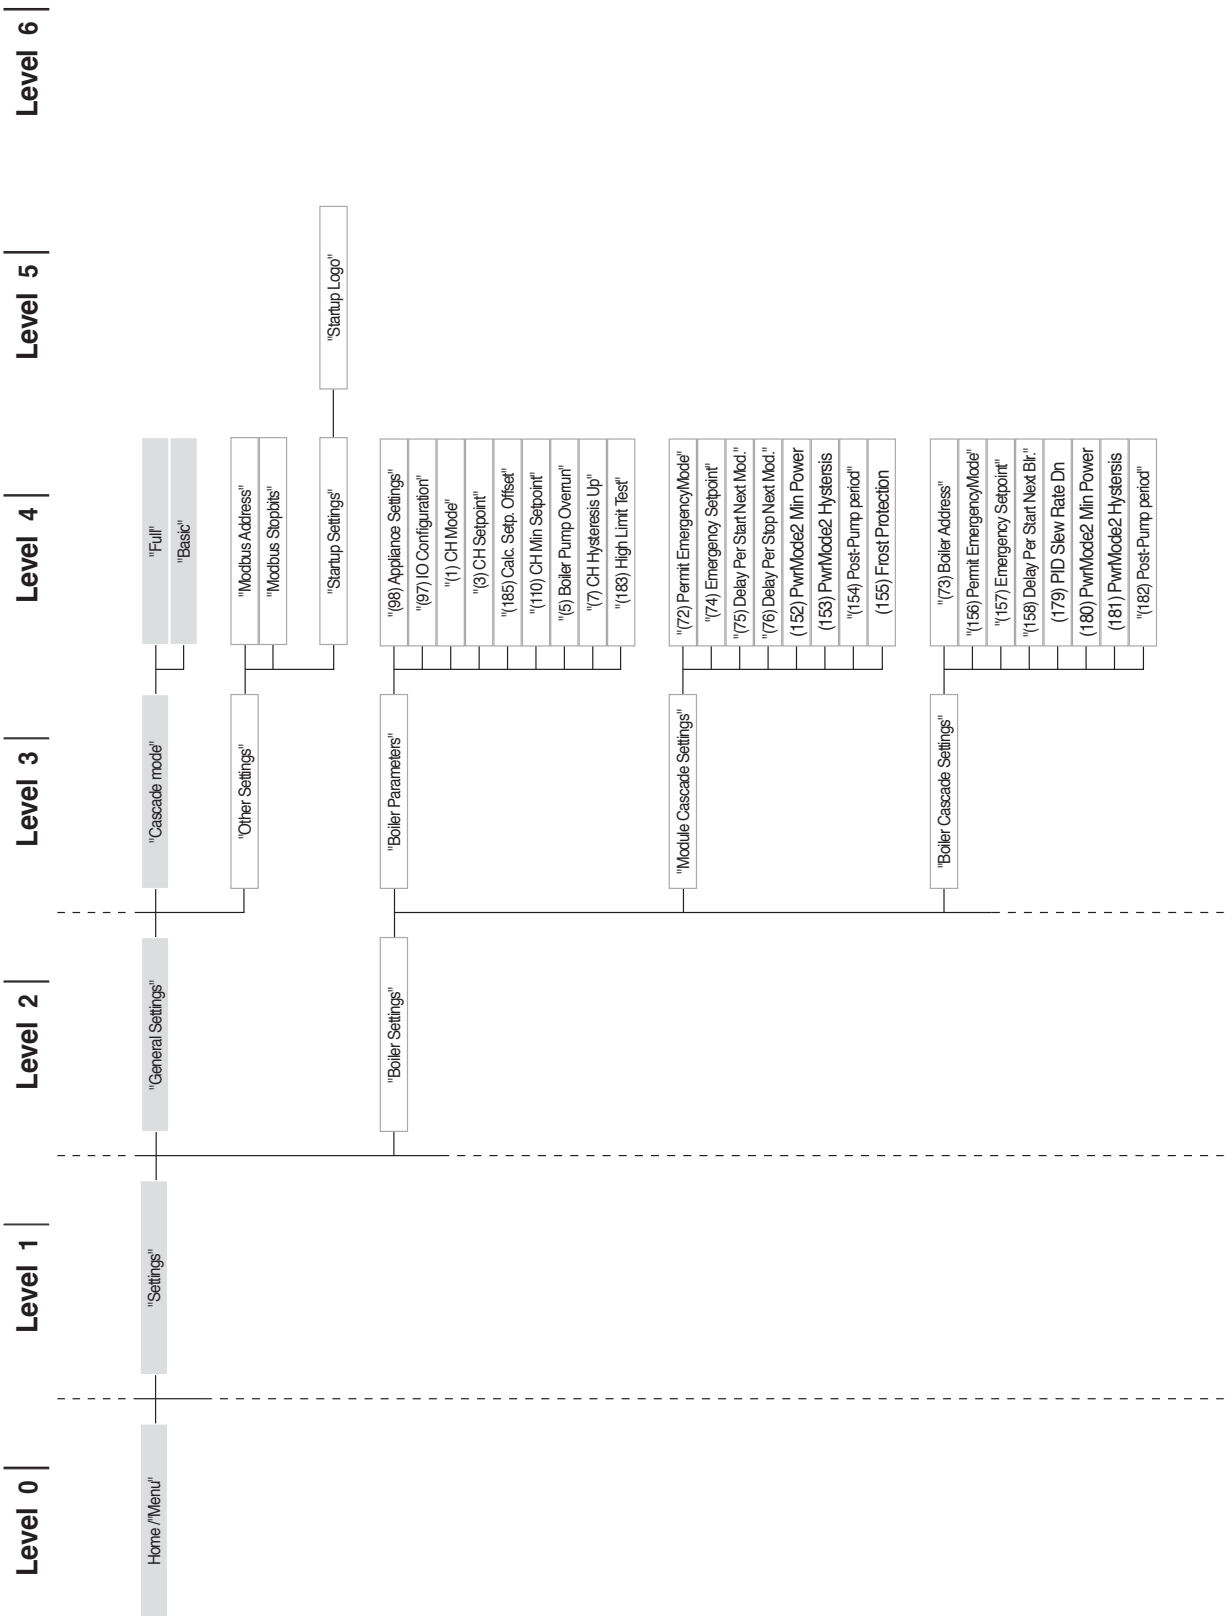 Level 0
Level 1
Level 2
Level 3
Level 4
Level 5
Level 6
Home /"Menu"
"Settings"
"General Settings"
"Cascade mode"
"Full"
"Basic"
"Other Settings"
"Modbus Address"
"Modbus Stopbits"
"Startup Settings"
"Startup Logo"
"Boiler Settings"
"Boiler Parameters"
"(98) Appliance Settings"
"(97) IO Configuration"
"(1) CH Mode"
"(3) CH Setpoint"
"(185) Calc. Setp. Offset"
"(110) CH Min Setpoint"
"(5) Boiler Pump Overrun"
"(7) CH Hysteresis Up"
"(183) High Limit Test"
"Module Cascade Settings"
"(72) Permit EmergencyMode"
"(74) Emergency Setpoint"
"(75) Delay Per Start Next Mod."
"(76) Delay Per Stop Next Mod."
(152) PwrMode2 Min Power
(153) PwrMode2 Hystersis
"(154) Post-Pump period"
(155) Frost Protection
"Boiler Cascade Settings"
"(73) Boiler Address"
"(156) Permit EmergencyMode"
"(157) Emergency Setpoint"
"(158) Delay Per Start Next Blr."
(179) PID Slew Rate Dn
(180) PwrMode2 Min Power
(181) PwrMode2 Hystersis
"(182) Post-Pump period"